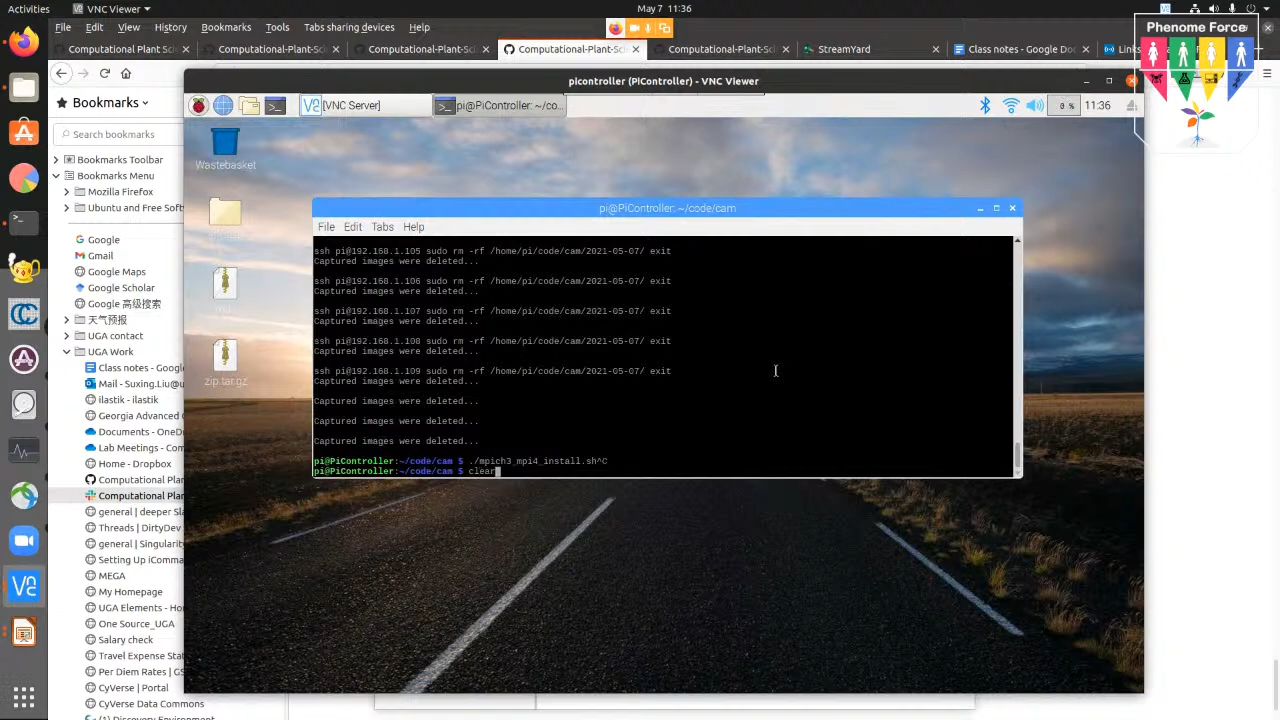 Activities
VNC Viewer
May 7 11:36
File Edit View History Bookmarks Tools Tabs sharing devices Help
Computational Plant Scie
Computational-Plant-Sc
Computational-Plant-Sci
Computational-Plant-Sci
Computational-Plant-Sci
StreamYard
Class notes - Google Doc
Phenome Force
picontroller (PiController) - VNC Viewer
Bookmarks
[VNC Server]
pi@PiController: ~/co...
0 %
11:36
Search bookmarks
Wastebasket
Bookmarks Toolbar
Bookmarks Menu
Mozilla Firefox
Ubuntu and Free Soft
Google
Gmail
Google Maps
Google Scholar
Google 高级搜索
天气预报
UGA contact
UGA Work
Class notes - Google
Mail - Suxing.Liu@u
ilastik - ilastik
Georgia Advanced
Documents - OneD
Lab Meetings - Com
GitHub - Dropbox/
Computational Plan
Computational Plan
general | deeper Sla
Threads | DirtyDev
general | Singularity
Setting Up iComma
MEGA
My Homepage
UGA Elements - Ho
One Source_UGA
Salary check
Travel Expense Stat
Per Diem Rates | GS
CyVerse | Portal
CyVerse Data Commons
(1) Discovery Environment
zip.tar.gz
pi@PiController: ~/code/cam
File Edit Tabs Help
ssh pi@192.168.1.105 sudo rm -rf /home/pi/code/cam/2021-05-07/ exit
Captured images were deleted...
ssh pi@192.168.1.106 sudo rm -rf /home/pi/code/cam/2021-05-07/ exit
Captured images were deleted...
ssh pi@192.168.1.107 sudo rm -rf /home/pi/code/cam/2021-05-07/ exit
Captured images were deleted...
ssh pi@192.168.1.108 sudo rm -rf /home/pi/code/cam/2021-05-07/ exit
Captured images were deleted...
ssh pi@192.168.1.109 sudo rm -rf /home/pi/code/cam/2021-05-07/ exit
Captured images were deleted...
Captured images were deleted...
Captured images were deleted...
Captured images were deleted...
pi@PiController:~/code/cam $ ./mpich3_mpi4_install.sh^C
pi@PiController:~/code/cam $ clear